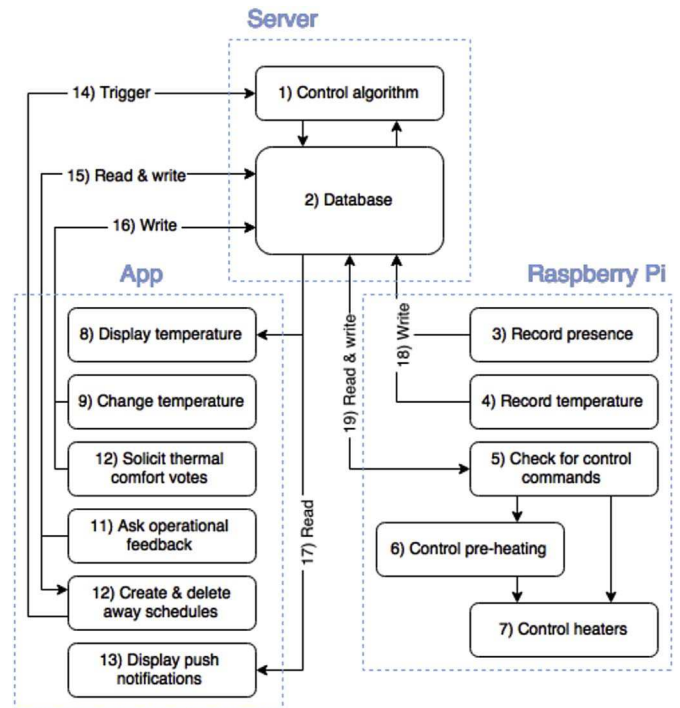 Server
14) Trigger
1) Control algorithm
15) Read & write
2) Database
16) Write
App
Raspberry Pi
8) Display temperature
3) Record presence
18) Write
9) Change temperature
4) Record temperature
19) Read & write
12) Solicit thermal
comfort votes
5) Check for control
commands
11) Ask operational
feedback
17) Read
6) Control pre-heating
12) Create & delete
away schedules
7) Control heaters
13) Display push
notifications